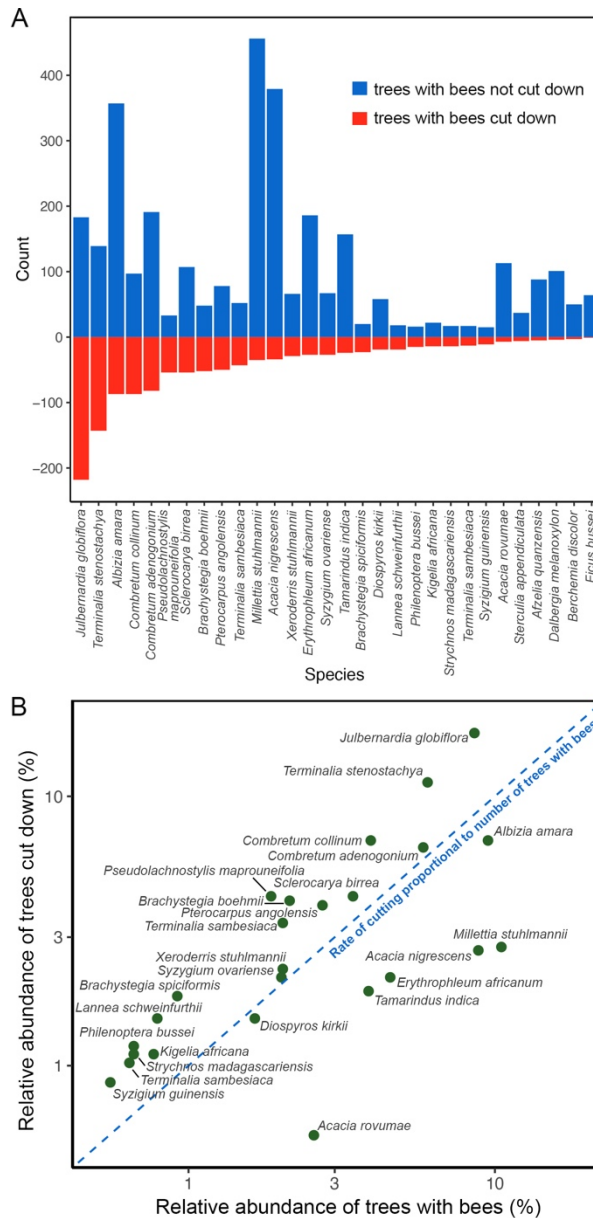 A
400
300
200
100
0
−100
−200
Count
trees with bees not cut down
trees with bees cut down
Julbernardia globiflora
Terminalia stenostachya
Albizia amara
Combretum collinum
Combretum adenogonium
Pseudolachnostylis
maprouneifolia
Sclerocarya birrea
Brachystegia boehmii
Pterocarpus angolensis
Terminalia sambesiaca
Millettia stuhlmannii
Acacia nigrescens
Xeroderris stuhlmannii
Erythrophleum africanum
Syzygium ovariense
Tamarindus indica
Brachystegia spiciformis
Diospyros kirkii
Lannea schweinfurthii
Philenoptera bussei
Kigelia africana
Strychnos madagascariensis
Terminalia sambesiaca
Syzigium guinensis
Acacia rovumae
Sterculia appendiculata
Afzelia quanzensis
Dalbergia melanoxylon
Berchemia discolor
Ficus bussei
Species
B
Relative abundance of trees cut down (%)
10
3
1
Julbernardia globiflora
Terminalia stenostachya
Rate of cutting proportional to number of trees with bees
Combretum collinum
Albizia amara
Combretum adenogonium
Pseudolachnostylis maprouneifolia
Sclerocarya birrea
Brachystegia boehmii
Pterocarpus angolensis
Terminalia sambesiaca
Millettia stuhlmannii
Acacia nigrescens
Xeroderris stuhlmannii
Syzygium ovariense
Erythrophleum africanum
Tamarindus indica
Brachystegia spiciformis
Lannea schweinfurthii
Diospyros kirkii
Philenoptera bussei
Kigelia africana
Strychnos madagascariensis
Terminalia sambesiaca
Syzigium guinensis
Acacia rovumae
1
3
10
Relative abundance of trees with bees (%)